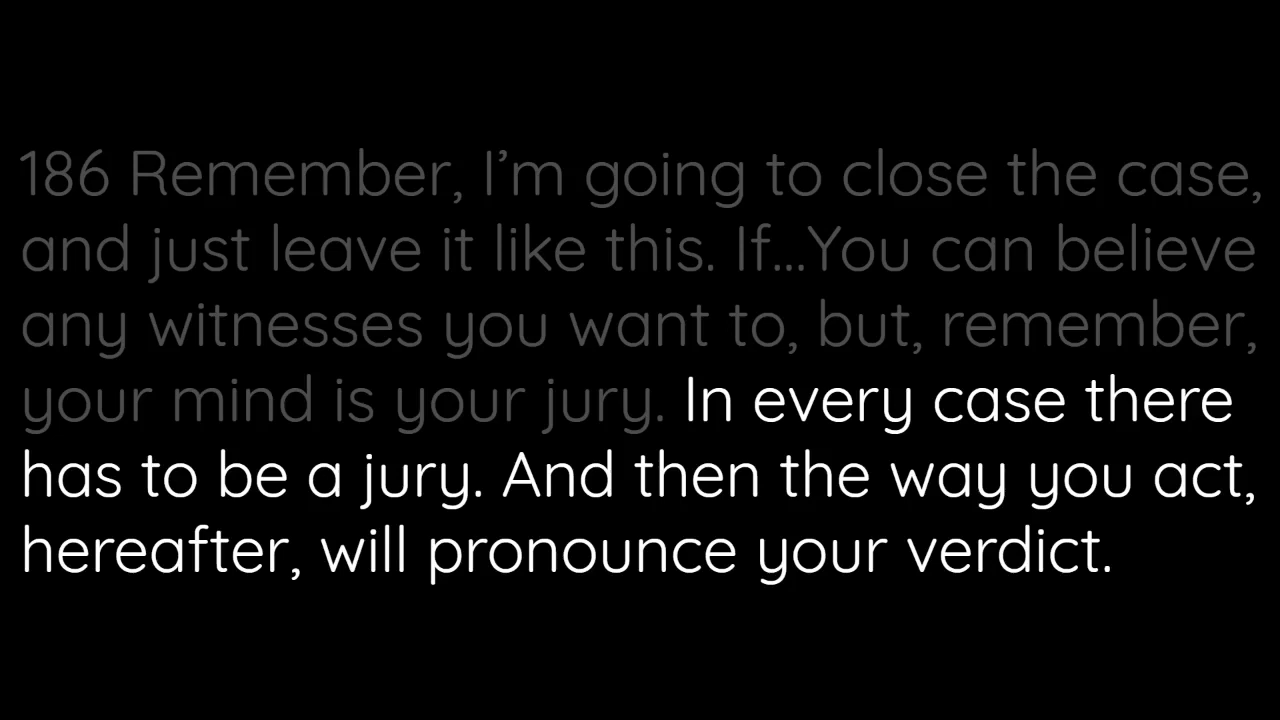 186 Remember, I’m going to close the case,
and just leave it like this. If...You can believe
any witnesses you want to, but, remember,
your mind is your jury. In every case there
has to be a jury. And then the way you act,
hereafter, will pronounce your verdict.